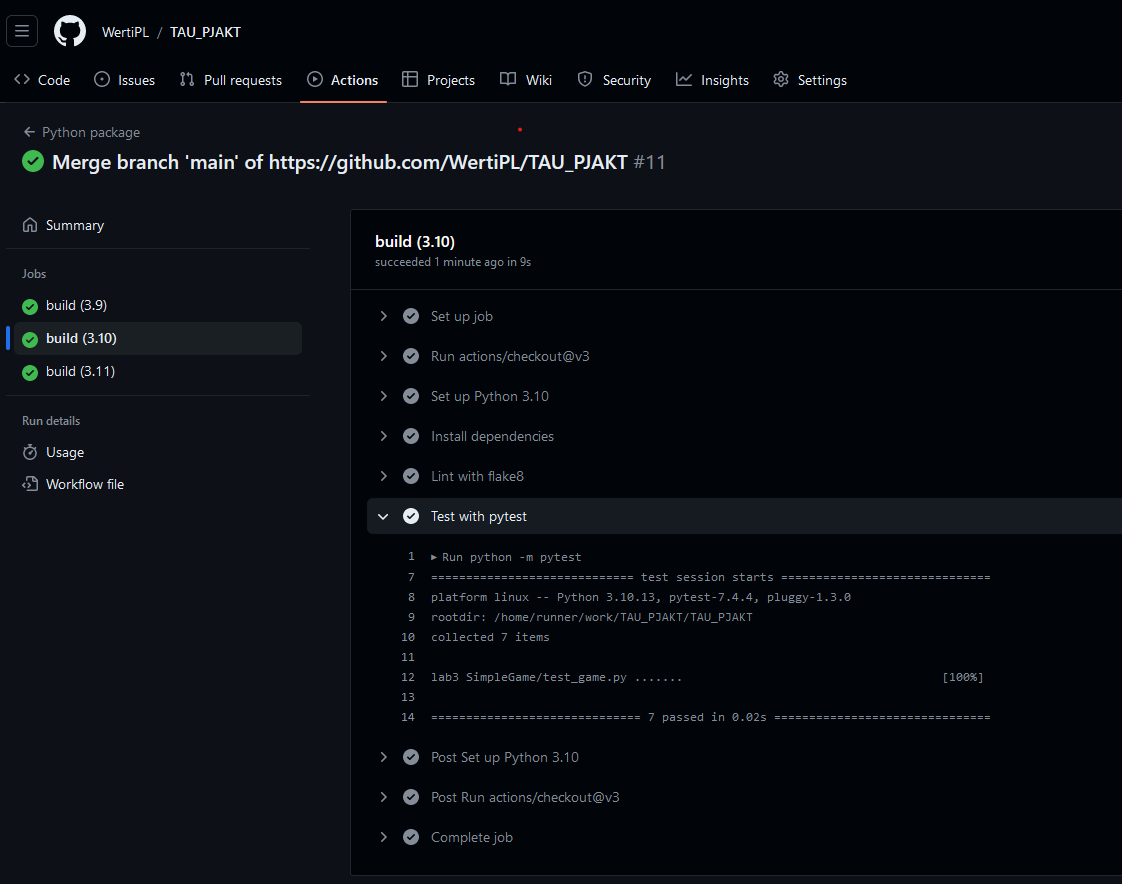 WertiPL / TAU_PJAKT
Code Issues Pull requests Actions Projects Wiki Security Insights Settings
Python package
Merge branch 'main' of https://github.com/WertiPL/TAU_PJAKT #11
Summary
Jobs
build (3.9)
build (3.10)
build (3.11)
Run details
Usage
Workflow file
build (3.10)
succeeded 1 minute ago in 9s
Set up job
Run actions/checkout@v3
Set up Python 3.10
Install dependencies
Lint with flake8
Test with pytest
1 ▸ Run python -m pytest
7 ============================= test session starts ==============================
8 platform linux -- Python 3.10.13, pytest-7.4.4, pluggy-1.3.0
9 rootdir: /home/runner/work/TAU_PJAKT/TAU_PJAKT
10 collected 7 items
11
12 lab3 SimpleGame/test_game.py ....... [100%]
13
14 ============================== 7 passed in 0.02s ===============================
Post Set up Python 3.10
Post Run actions/checkout@v3
Complete job